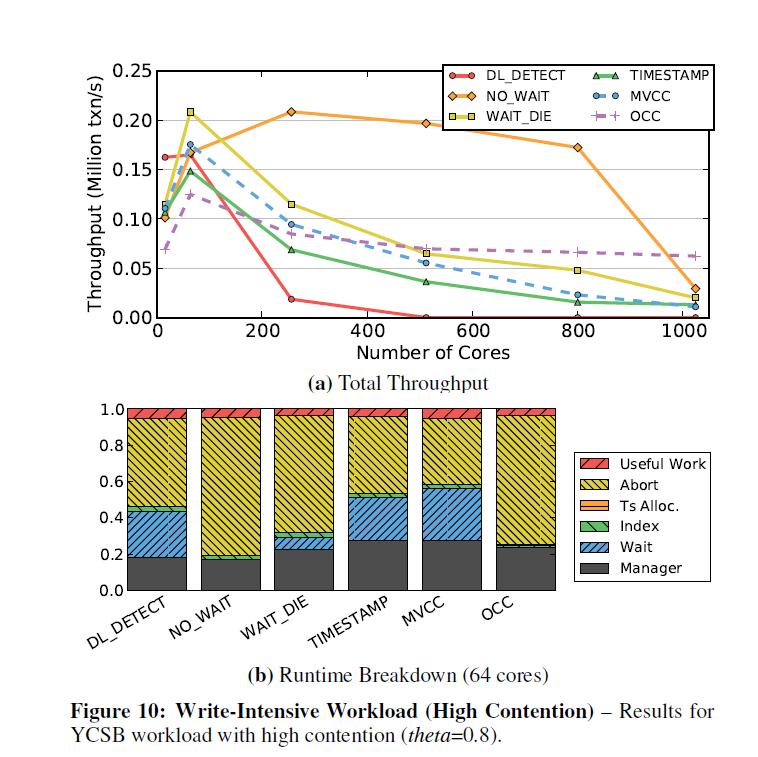 0.25
0.20
0.15
0.10
0.05
0.00
Throughput (Million txn/s)
DL_DETECT
NO_WAIT
WAIT_DIE
TIMESTAMP
MVCC
OCC
0 200 400 600 800 1000
Number of Cores
(a) Total Throughput
1.0
0.8
0.6
0.4
0.2
0.0
Useful Work
Abort
Ts Alloc.
Index
Wait
Manager
DL_DETECT
NO_WAIT
WAIT_DIE
TIMESTAMP
MVCC
OCC
(b) Runtime Breakdown (64 cores)
Figure 10: Write-Intensive Workload (High Contention) – Results for
YCSB workload with high contention (theta=0.8).